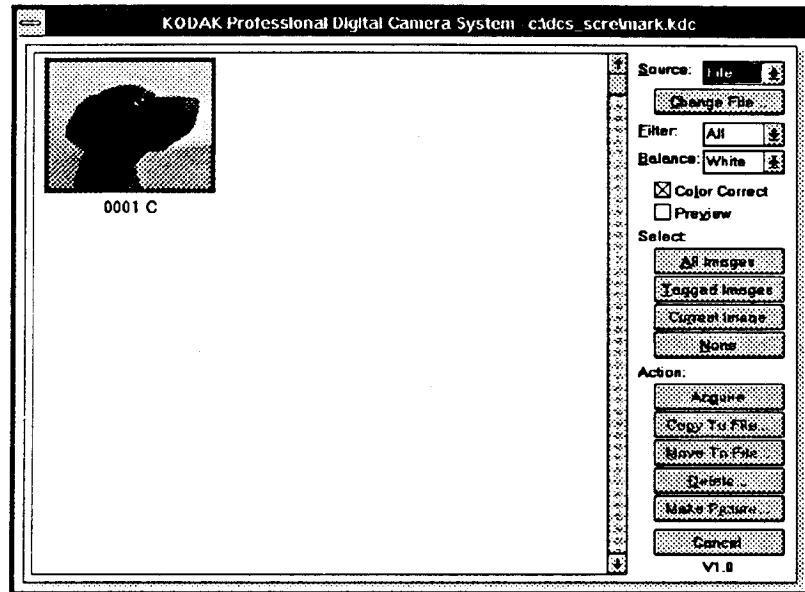 KODAK Professional Digital Camera System - c:\dcs_scre\mark.kdc
0001 C
Source: File
Change File...
Filter: All
Balance: White
Color Correct
Preview
Select:
All Images
Tagged Images
Current Image
None
Action:
Acquire
Copy To File...
Move To File...
Delete...
Make Picture...
Cancel
V1.0